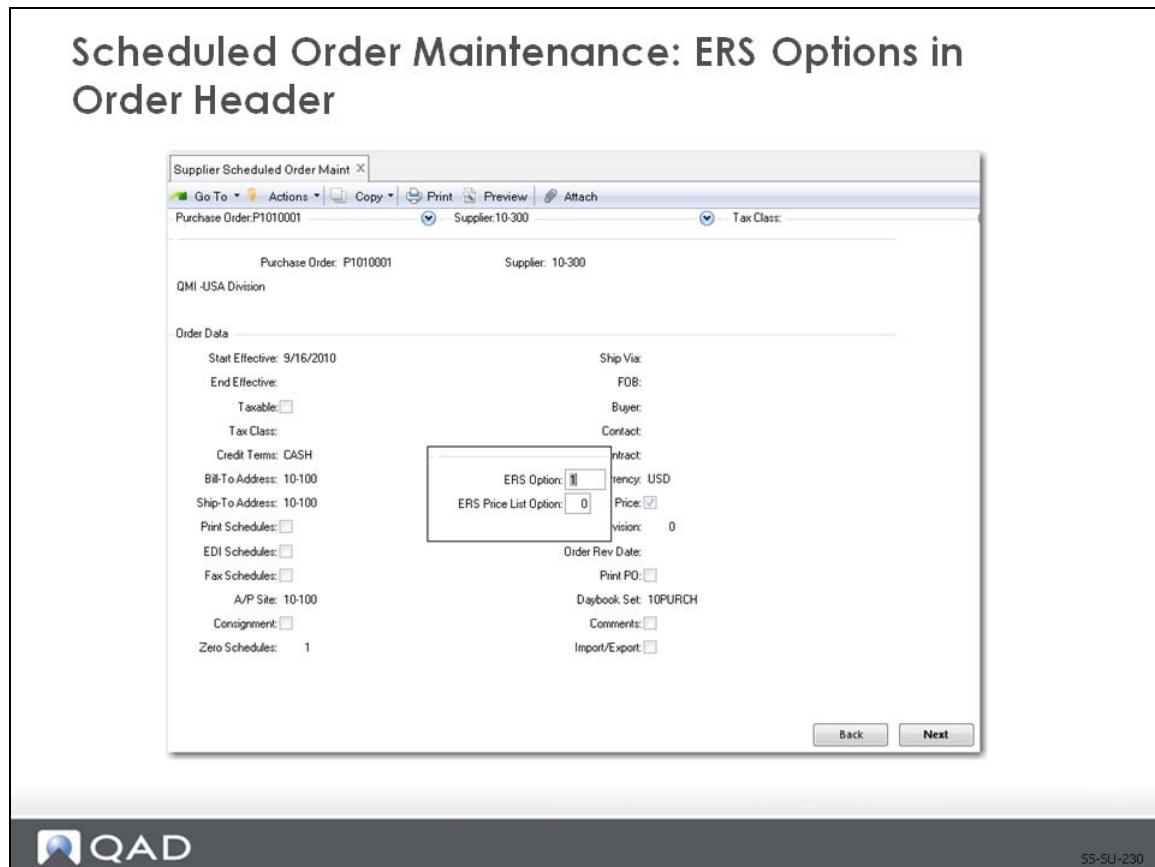 Scheduled Order Maintenance: ERS Options in
Order Header
Supplier Scheduled Order Maint X
Go To Actions Copy Print Preview Attach
Purchase Order:P1010001 Supplier:10-300 Tax Class:
Purchase Order: P1010001 Supplier: 10-300
QMI -USA Division
Order Data
Start Effective: 9/16/2010 Ship Via:
End Effective: FOB:
Taxable: Buyer:
Tax Class: Contact:
Credit Terms: CASH ntract:
Bill-To Address: 10-100 ERS Option: 1 rency: USD
Ship-To Address: 10-100 ERS Price List Option: 0 Price:
Print Schedules: vision: 0
EDI Schedules: Order Rev Date:
Fax Schedules: Print PO:
A/P Site: 10-100 Daybook Set: 10PURCH
Consignment: Comments:
Zero Schedules: 1 Import/Export:
Back Next
QAD
SS-SU-230